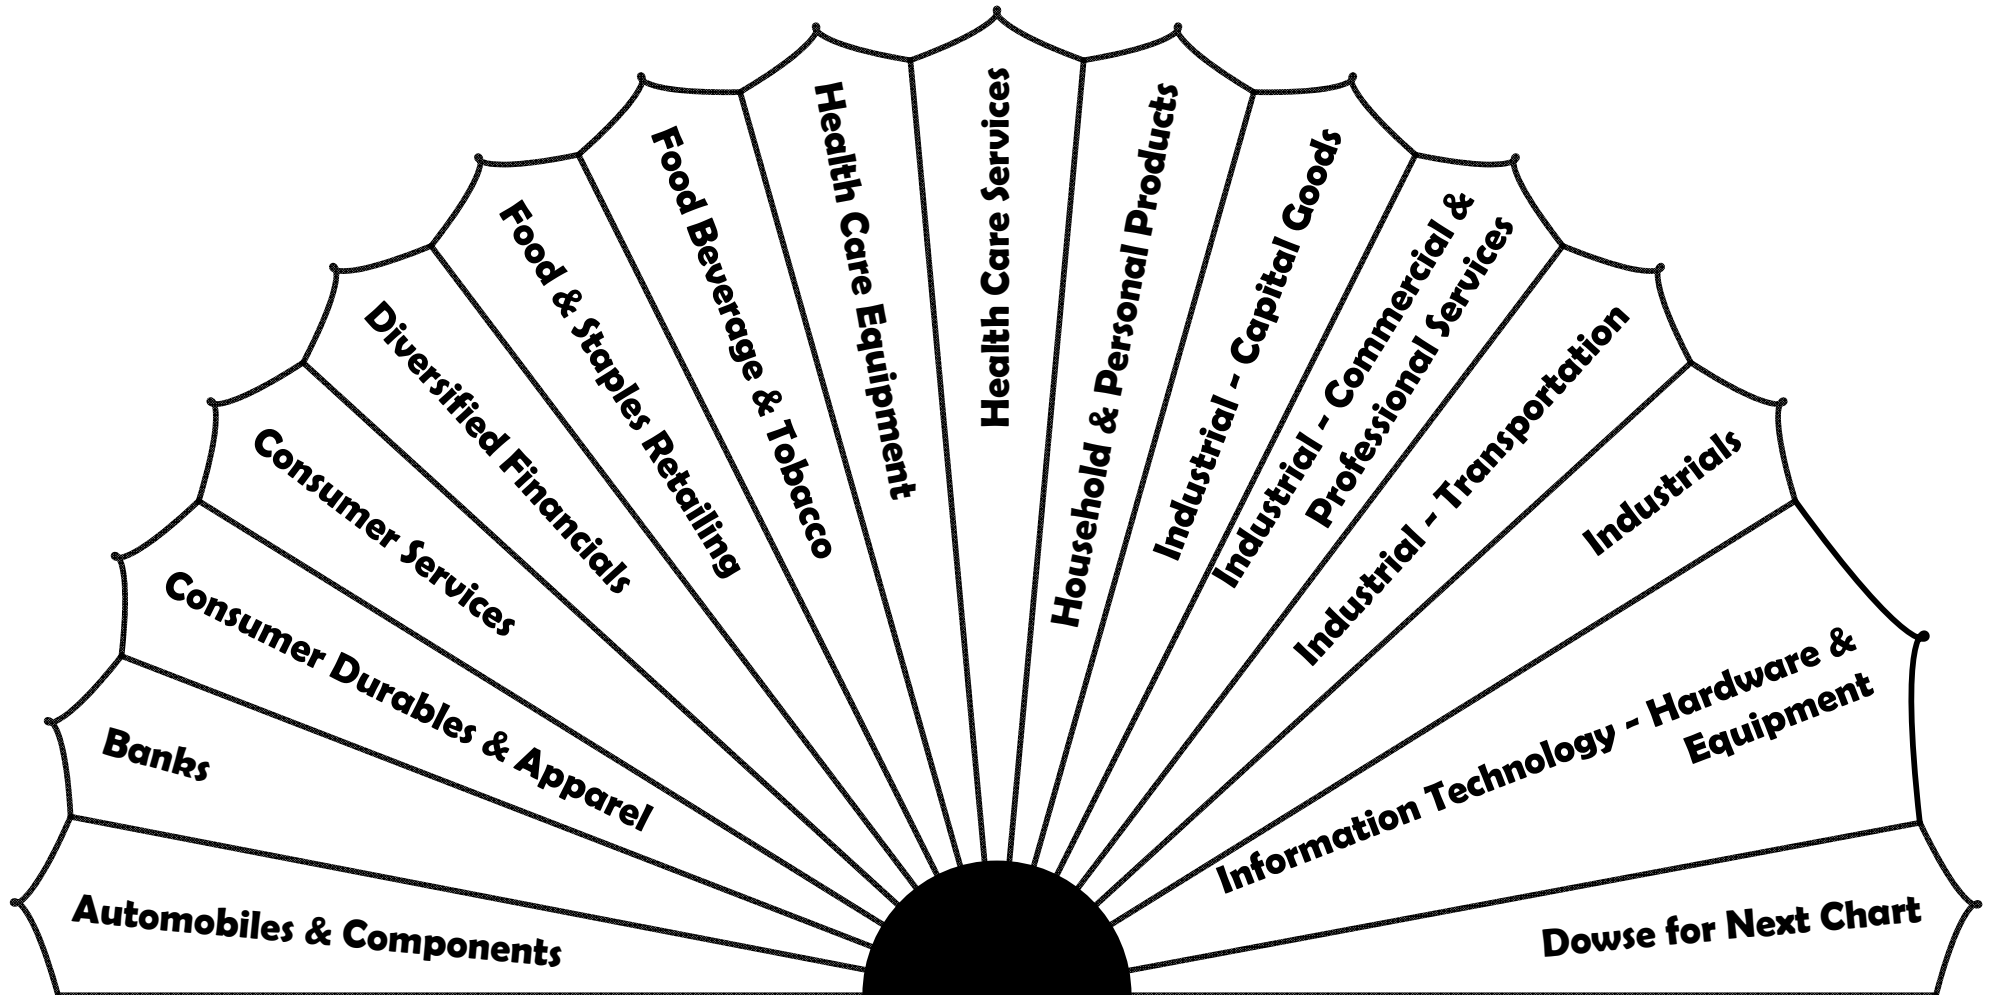 Automobiles & Components
Banks
Consumer Durables & Apparel
Consumer Services
Diversified Financials
Food & Staples Retailing
Food Beverage & Tobacco
Health Care Equipment
Health Care Services
Household & Personal Products
Industrial - Capital Goods
Industrial - Commercial &
Professional Services
Industrial - Transportation
Industrials
Information Technology - Hardware &
Equipment
Dowse for Next Chart